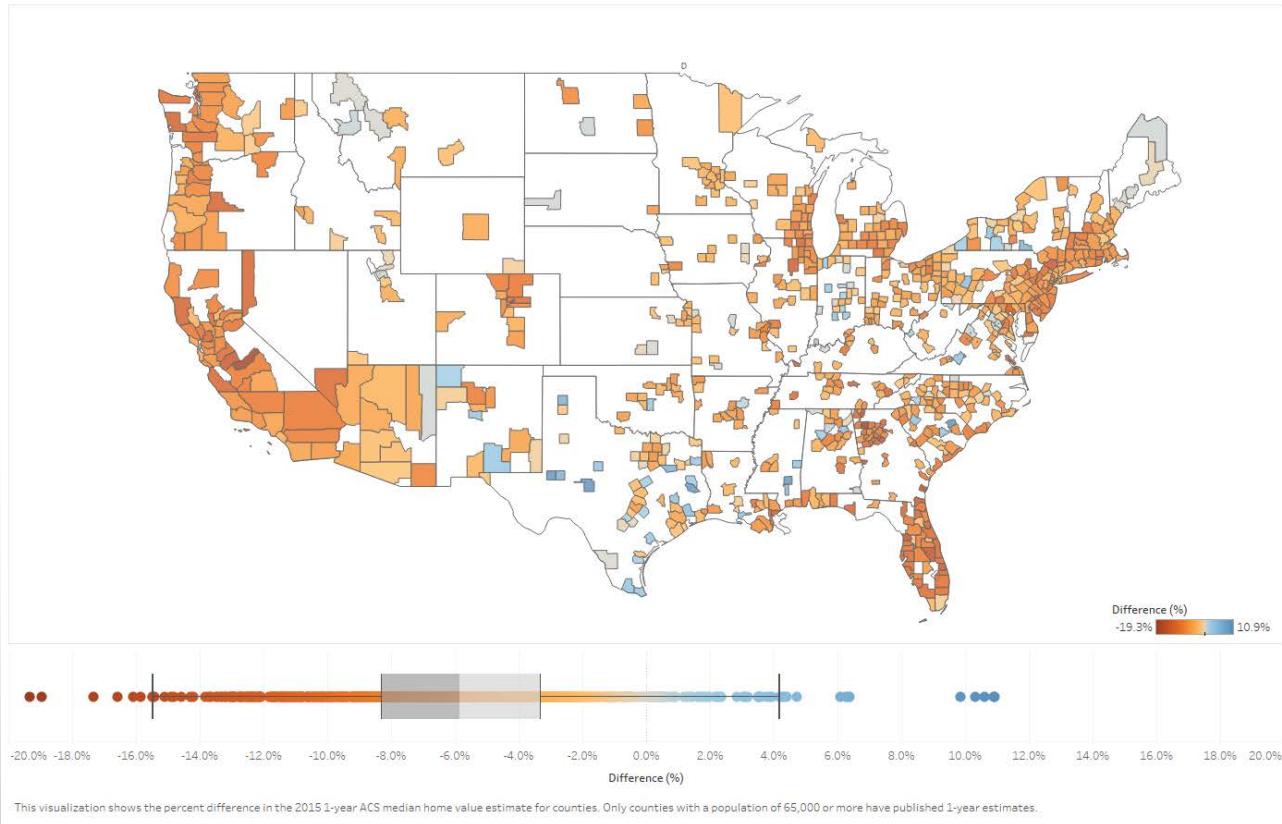 Difference (%)
-19.3% 10.9%
-20.0% -18.0% -16.0% -14.0% -12.0% -10.0% -8.0% -6.0% -4.0% -2.0% 0.0% 2.0% 4.0% 6.0% 8.0% 10.0% 12.0% 14.0% 16.0% 18.0% 20.0%
Difference (%)
This visualization shows the percent difference in the 2015 1-year ACS median home value estimate for counties. Only counties with a population of 65,000 or more have published 1-year estimates.